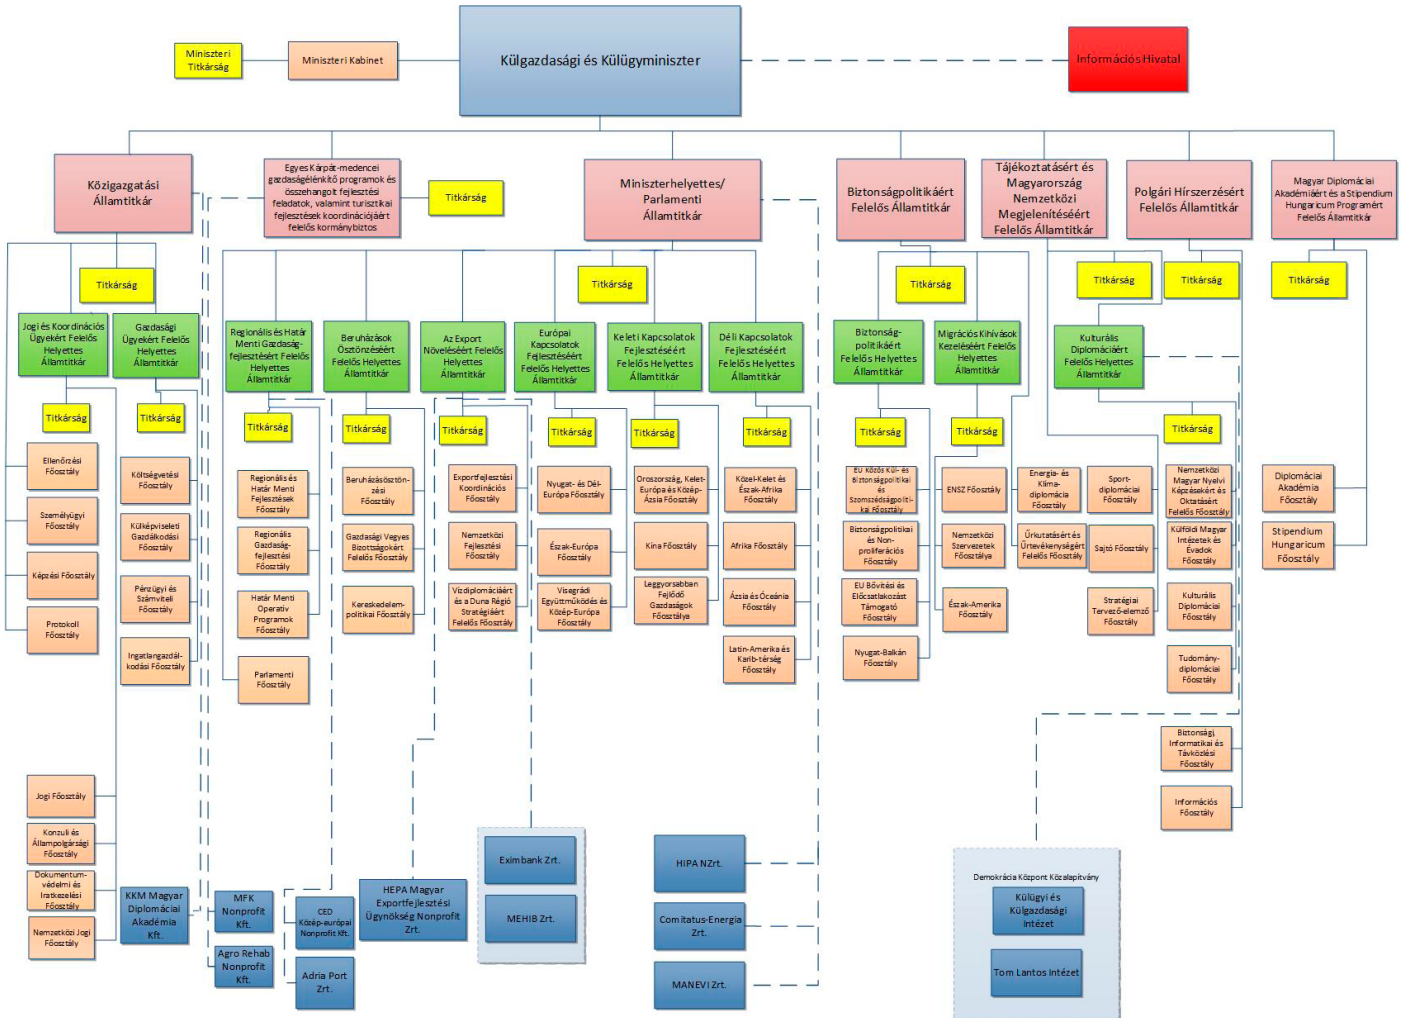 Miniszteri
Titkárság
Miniszteri Kabinet
Külgazdasági és Külügyminiszter
Információs Hivatal
Közigazgatási
Államtitkár
Egyes Kárpát-medencei
gazdaságélénkítő programok és
összehangolt fejlesztési
feladatok, valamint turisztikai
fejlesztések koordinációjáért
felelős kormánybiztos
Titkárság
Miniszterhelyettes/
Parlamenti
Államtitkár
Biztonságpolitikáért
Felelős Államtitkár
Tájékoztatásért és
Magyarország
Nemzetközi
Megjelenítéséért
Felelős Államtitkár
Polgári Hírszerzésért
Felelős Államtitkár
Magyar Diplomáciai
Akadémiáért és a Stipendium
Hungaricum Programért
Felelős Államtitkár
Titkárság
Titkárság
Titkárság
Titkárság
Titkárság
Titkárság
Jogi és Koordinációs
Ügyekért Felelős
Helyettes
Államtitkár
Gazdasági
Ügyekért Felelős
Helyettes
Államtitkár
Regionális és Határ
Menti Gazdaság-
fejlesztésért Felelős
Helyettes
Államtitkár
Beruházások
Ösztönzéséért
Felelős Helyettes
Államtitkár
Az Export
Növeléséért Felelős
Helyettes
Államtitkár
Európai
Kapcsolatok
Fejlesztéséért
Felelős Helyettes
Államtitkár
Keleti Kapcsolatok
Fejlesztéséért
Felelős Helyettes
Államtitkár
Déli Kapcsolatok
Fejlesztéséért
Felelős Helyettes
Államtitkár
Biztonság-
politikáért
Felelős Helyettes
Államtitkár
Migrációs Kihívások
Kezeléséért Felelős
Helyettes
Államtitkár
Kulturális
Diplomáciáért
Felelős Helyettes
Államtitkár
Titkárság
Titkárság
Titkárság
Titkárság
Titkárság
Titkárság
Titkárság
Titkárság
Titkárság
Titkárság
Titkárság
Ellenőrzési
Főosztály
Személyügyi
Főosztály
Képzési Főosztály
Protokoll
Főosztály
Költségvetési
Főosztály
Külképviseleti
Gazdálkodási Főosztály
Pénzügyi és
Számviteli
Főosztály
Ingatlangazdál-
kodási Főosztály
Regionális és
Határ Menti
Fejlesztések
Főosztály
Regionális
Gazdaság-
fejlesztési
Főosztály
Határ Menti
Operatív
Programok
Főosztály
Parlamenti
Főosztály
Beruházásösztön-
zési Főosztály
Gazdasági Vegyes
Bizottságokért
Felelős Főosztály
Kereskedelem-
politikai Főosztály
Exportfejlesztési
Koordinációs
Főosztály
Nemzetközi
Fejlesztési
Főosztály
Vízdiplomáciáért
és a Duna Régió
Stratégiáért
Felelős Főosztály
Nyugat- és Dél-
Európa Főosztály
Észak-Európa
Főosztály
Visegrádi
Együttműködés és
Közép-Európa
Főosztály
Oroszország, Kelet-
Európa és Közép-
Ázsia Főosztály
Kína Főosztály
Leggyorsabban
Fejlődő
Gazdaságok
Főosztálya
Közel-Kelet és
Észak-Afrika Főosztály
Afrika Főosztály
Ázsia és Óceánia
Főosztály
Latin-Amerika és
Karib-térség
Főosztály
EU Közös Kül- és
Biztonságpolitikai
és
Szomszédságpoliti-
kai Főosztály
Biztonságpolitikai
és Non-
proliferációs
Főosztály
EU Bővítési és
Előcsatlakozást
Támogató
Főosztály
Nyugat-Balkán
Főosztály
ENSZ Főosztály
Nemzetközi
Szervezetek
Főosztálya
Észak-Amerika
Főosztály
Energia- és
Klíma-
diplomácia
Főosztály
Űrkutatásért és
Űrtevékenységért
Felelős Főosztály
Sport-
diplomáciai
Főosztály
Sajtó Főosztály
Stratégiai
Tervező-elemző
Főosztály
Nemzetközi
Magyar Nyelvi
Képzésekért és
Oktatásért
Felelős Főosztály
Külföldi Magyar
Intézetek és
Évadok
Főosztály
Kulturális
Diplomáciai
Főosztály
Tudomány-
diplomáciai
Főosztály
Biztonsági,
Informatikai és
Távközlési
Főosztály
Információs
Főosztály
Diplomáciai
Akadémia
Főosztály
Stipendium
Hungaricum
Főosztály
Jogi Főosztály
Konzuli és
Állampolgársági
Főosztály
Dokumentum-
védelmi és
Iratkezelési
Főosztály
Nemzetközi Jogi
Főosztály
KKM Magyar
Diplomáciai
Akadémia
Kft.
MFK
Nonprofit
Kft.
Agro Rehab
Nonprofit
Kft.
CED
Közép-európai
Nonprofit Kft.
Adria Port
Zrt.
HEPA Magyar
Exportfejlesztési
Ügynökség Nonprofit
Zrt.
Eximbank Zrt.
MEHIB Zrt.
HIPA NZrt.
Comitatus-Energia
Zrt.
MANEVI Zrt.
Demokrácia Központ Közalapítvány
Külügyi és
Külgazdasági
Intézet
Tom Lantos Intézet